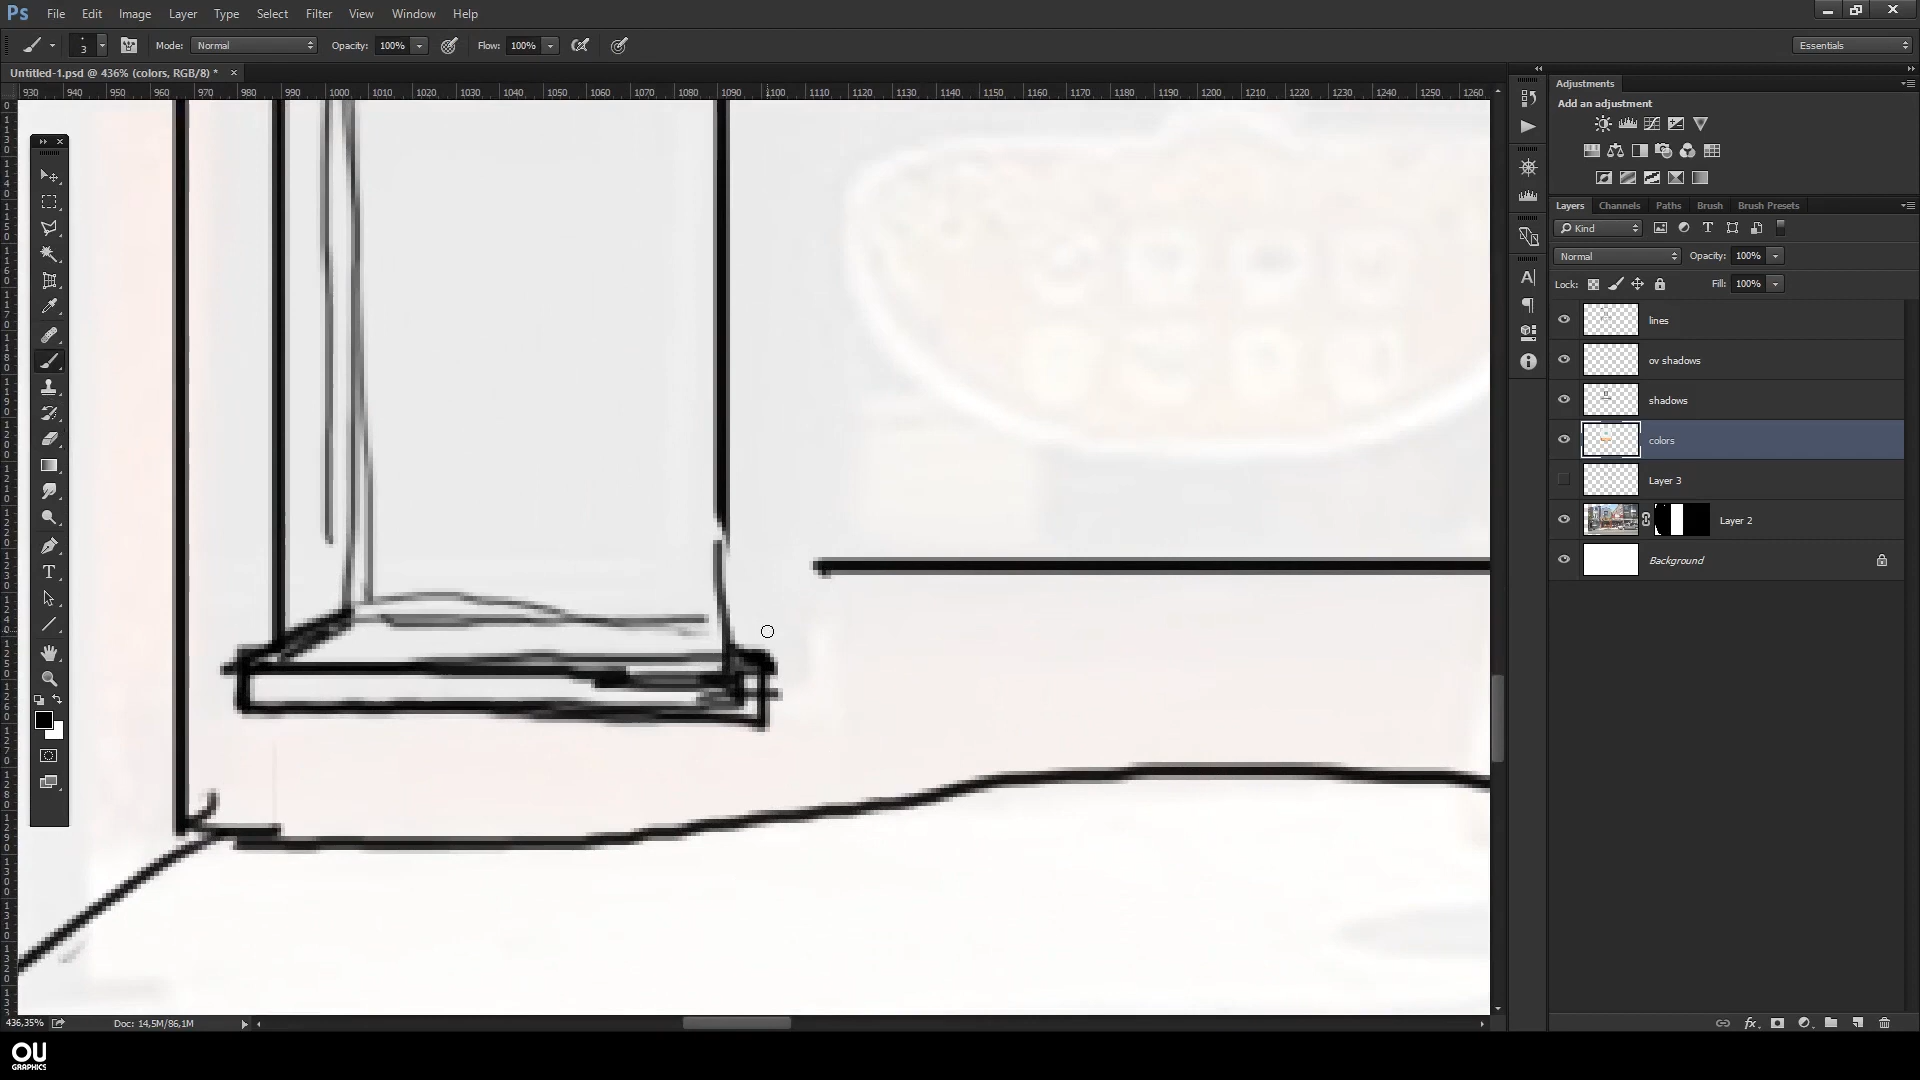 Ps File Edit Image Layer Type Select Filter View Window Help
3 Mode: Normal Opacity: 100% Flow: 100% Essentials
Untitled-1.psd @ 436% (colors, RGB/8) *
930 940 950 960 970 980 990 1000 1010 1020 1030 1040 1050 1060 1070 1080 1090 1100 1110 1120 1130 1140 1150 1160 1170 1180 1190 1200 1210 1220 1230 1240 1250 1260
Adjustments
Add an adjustment
Layers Channels Paths Brush Brush Presets
Kind
Normal Opacity: 100%
Lock: Fill: 100%
lines
ov shadows
shadows
colors
Layer 3
Layer 2
Background
436,35% Doc: 14,5M/86,1M
OU
GRAPHICS